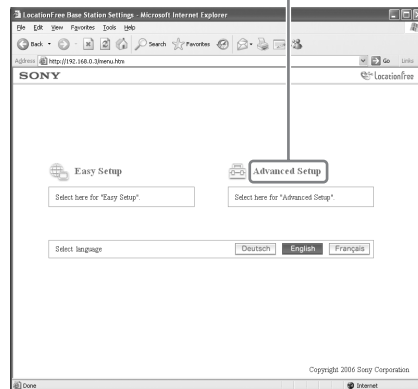 LocationFree Base Station Settings - Microsoft Internet Explorer
File Edit View Favorites Tools Help
Back Search Favorites
Address http://192.168.0.3/menu.htm Go Links
SONY LocationFree
Easy Setup Advanced Setup
Select here for "Easy Setup". Select here for "Advanced Setup".
Select language Deutsch English Français
Copyright 2006 Sony Corporation
Done Internet